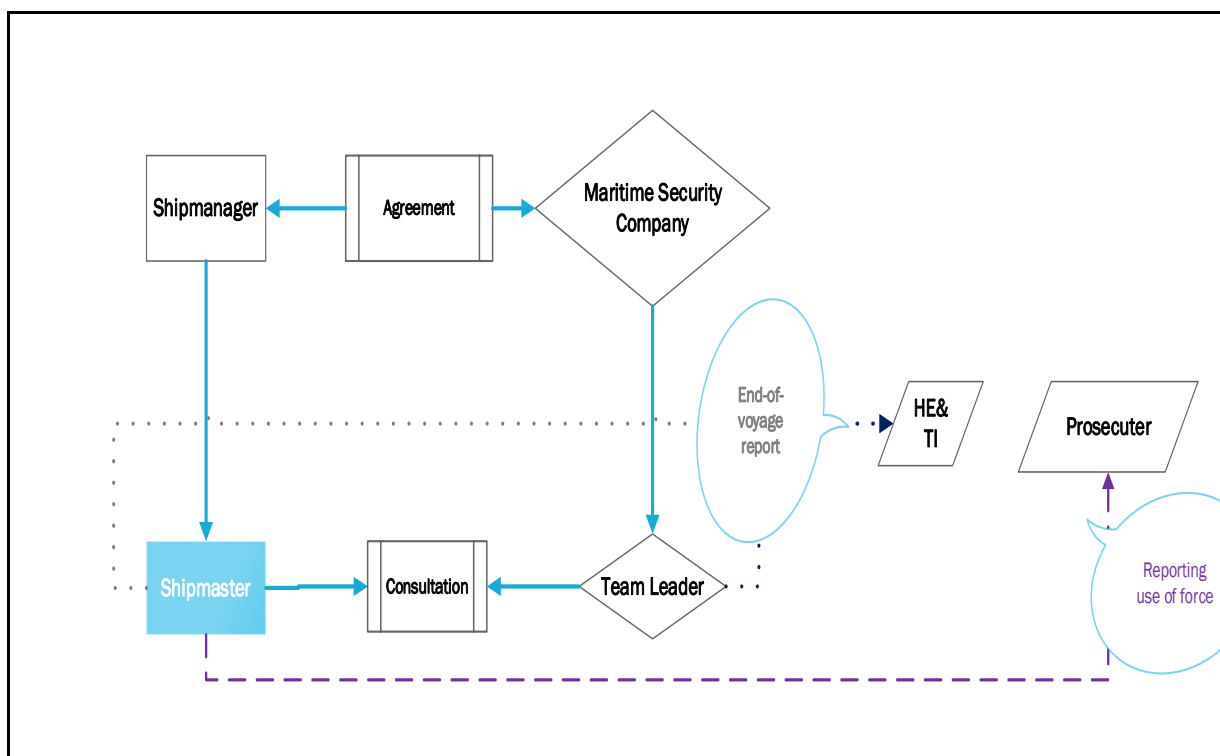 Shipmanager
Agreement
Maritime Security
Company
End-of-
voyage
report
HE&
TI
Prosecuter
Shipmaster
Consultation
Team Leader
Reporting
use of force